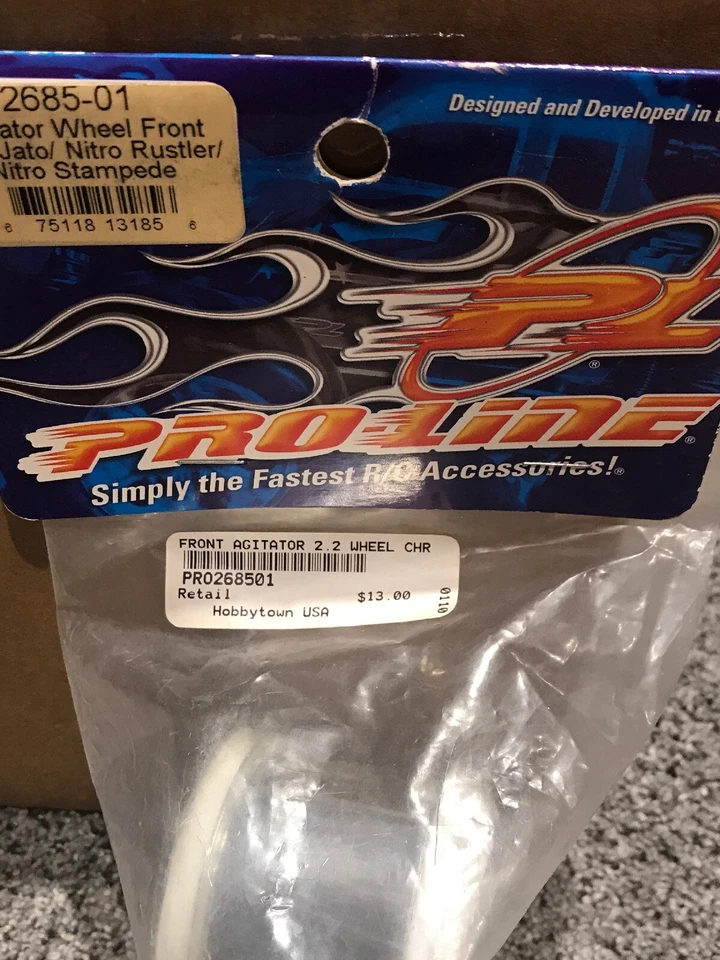 2685-01
ator Wheel Front
Jato/ Nitro Rustler/
Nitro Stampede
6 75118 13185 6
Designed and Developed in t
PL
®
PRO-LINE®
Simply the Fastest R/C Accessories!®
FRONT AGITATOR 2.2 WHEEL CHR
PRO268501
Retail $13.00
Hobbytown USA
0110